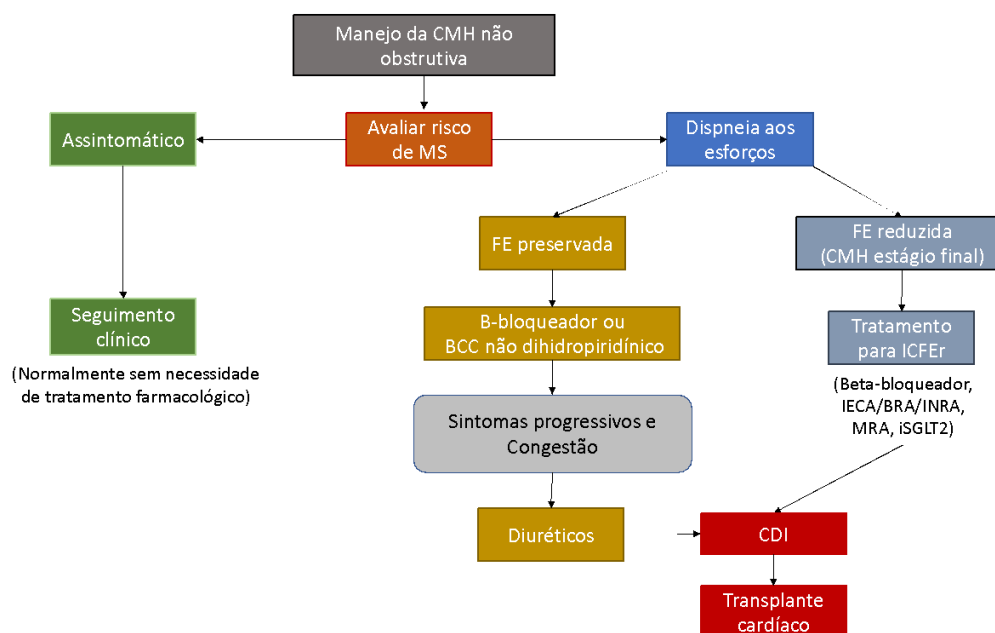 Manejo da CMH não
obstrutiva
Assintomático
Avaliar risco
de MS
Dispneia aos
esforços
FE preservada
FE reduzida
(CMH estágio final)
Seguimento
clínico
(Normalmente sem necessidade
de tratamento farmacológico)
B-bloqueador ou
BCC não dihidropiridínico
Tratamento
para ICFEr
(Beta-bloqueador,
IECA/BRA/INRA,
MRA, iSGLT2)
Sintomas progressivos e
Congestão
Diuréticos
CDI
Transplante
cardíaco